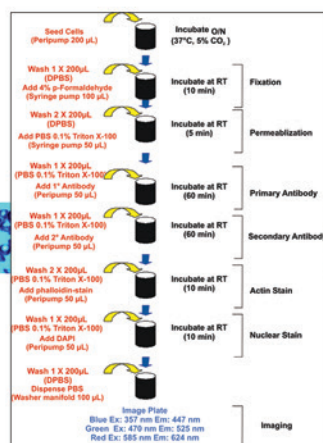 Seed Cells
(Peripump 200 µL)
Incubate O/N
(37°C, 5% CO₂)
Wash 1 X 200µL
(DPBS)
Add 4% p-Formaldehyde
(Syringe pump 100 µL)
Incubate at RT
(10 min)
Fixation
Wash 2 X 200µL
(DPBS)
Add PBS 0.1% Triton X-100
(Syringe pump 50 µL)
Incubate at RT
(5 min)
Permeablization
Wash 1 X 200µL
(PBS 0.1% Triton X-100)
Add 1° Antibody
(Peripump 50 µL)
Incubate at RT
(60 min)
Primary Antibody
Wash 1 X 200µL
(PBS 0.1% Triton X-100)
Add 2° Antibody
(Peripump 50 µL)
Incubate at RT
(60 min)
Secondary Antibody
Wash 2 X 200µL
(PBS 0.1% Triton X-100)
Add phalloidin-stain
(Peripump 50 µL)
Incubate at RT
(10 min)
Actin Stain
Wash 1 X 200µL
(PBS 0.1% Triton X-100)
Add DAPI
(Peripump 50 µL)
Incubate at RT
(10 min)
Nuclear Stain
Wash 1 X 200µL
(DPBS)
Dispense PBS
(Washer manifold 100 µL)
Image Plate
Blue Ex: 357 nm Em: 447 nm
Green Ex: 470 nm Em: 525 nm
Red Ex: 585 nm Em: 624 nm
Imaging